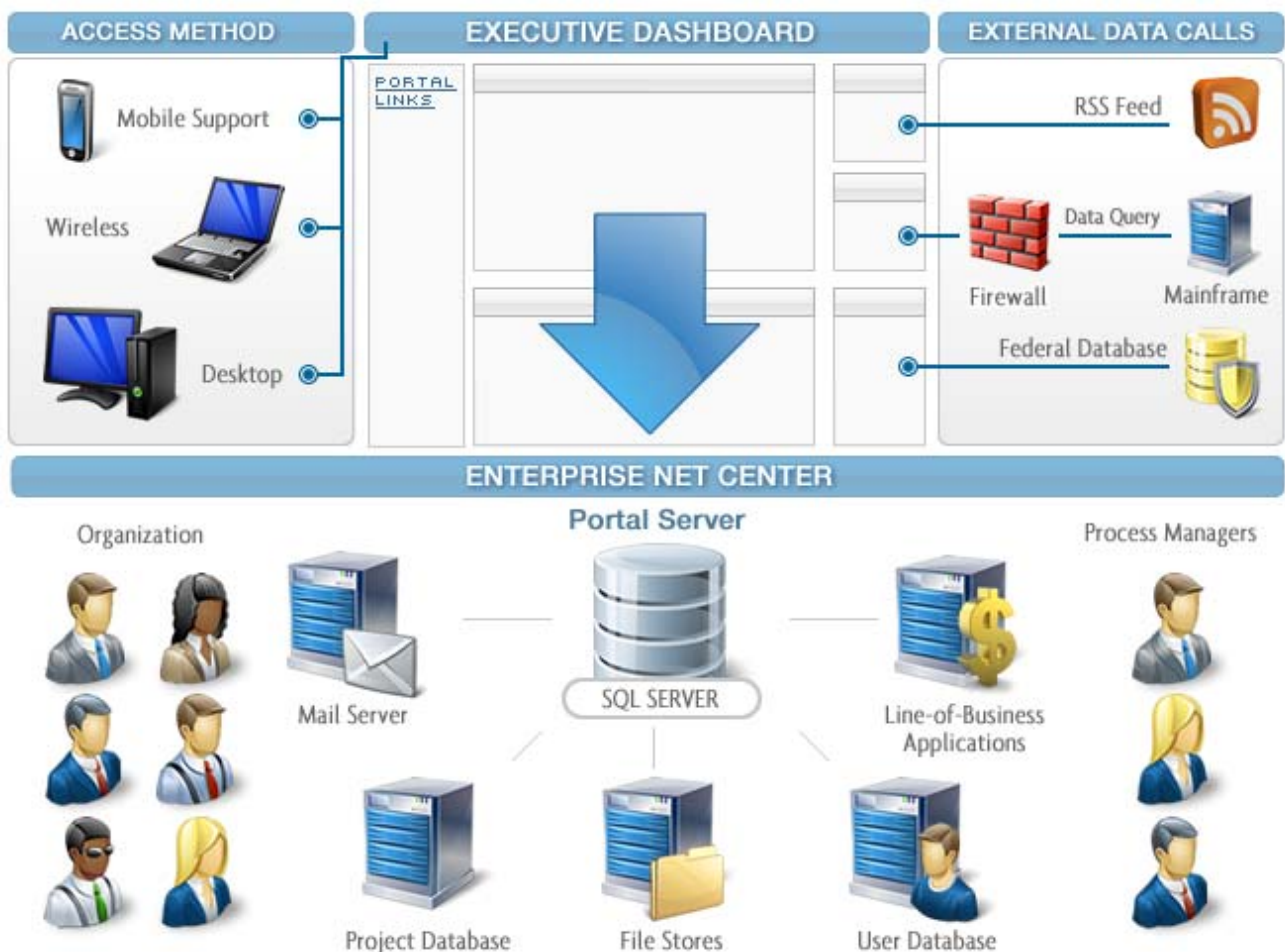 ACCESS METHOD
EXECUTIVE DASHBOARD
EXTERNAL DATA CALLS
Mobile Support
Wireless
Desktop
PORTAL
LINKS
RSS Feed
Data Query
Firewall
Mainframe
Federal Database
ENTERPRISE NET CENTER
Portal Server
Organization
Process Managers
SQL SERVER
Mail Server
Line-of-Business
Applications
Project Database
File Stores
User Database